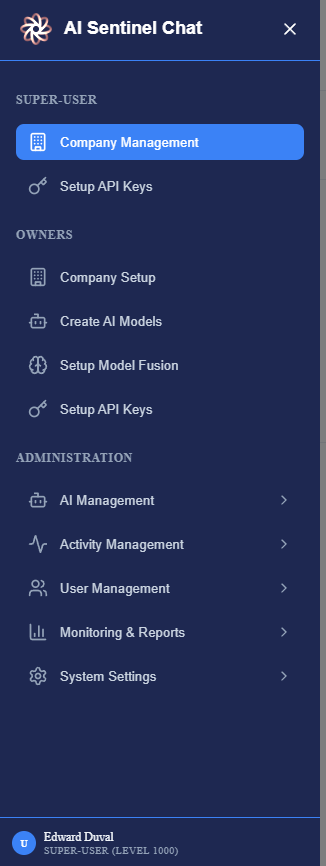 AI Sentinel Chat
SUPER-USER
Company Management
Setup API Keys
OWNERS
Company Setup
Create AI Models
Setup Model Fusion
Setup API Keys
ADMINISTRATION
AI Management
Activity Management
User Management
Monitoring & Reports
System Settings
U
Edward Duval
SUPER-USER (LEVEL 1000)